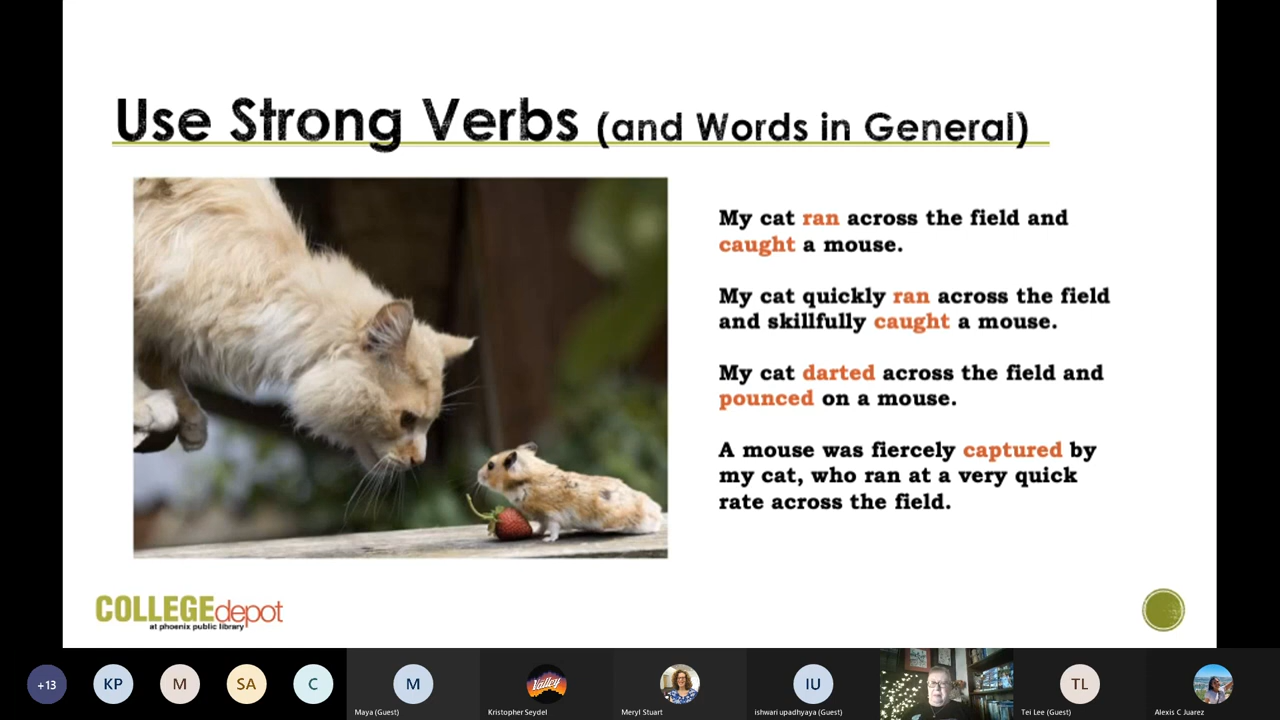 Use Strong Verbs (and Words in General)
My cat ran across the field and
caught a mouse.
My cat quickly ran across the field
and skillfully caught a mouse.
My cat darted across the field and
pounced on a mouse.
A mouse was fiercely captured by
my cat, who ran at a very quick
rate across the field.
COLLEGEdepot
at phoenix public library
+13
KP
M
SA
C
M
Valley
IU
TL
Maya (Guest)
Kristopher Seydel
Meryl Stuart
ishwari upadhyaya (Guest)
Tei Lee (Guest)
Alexis C Juarez